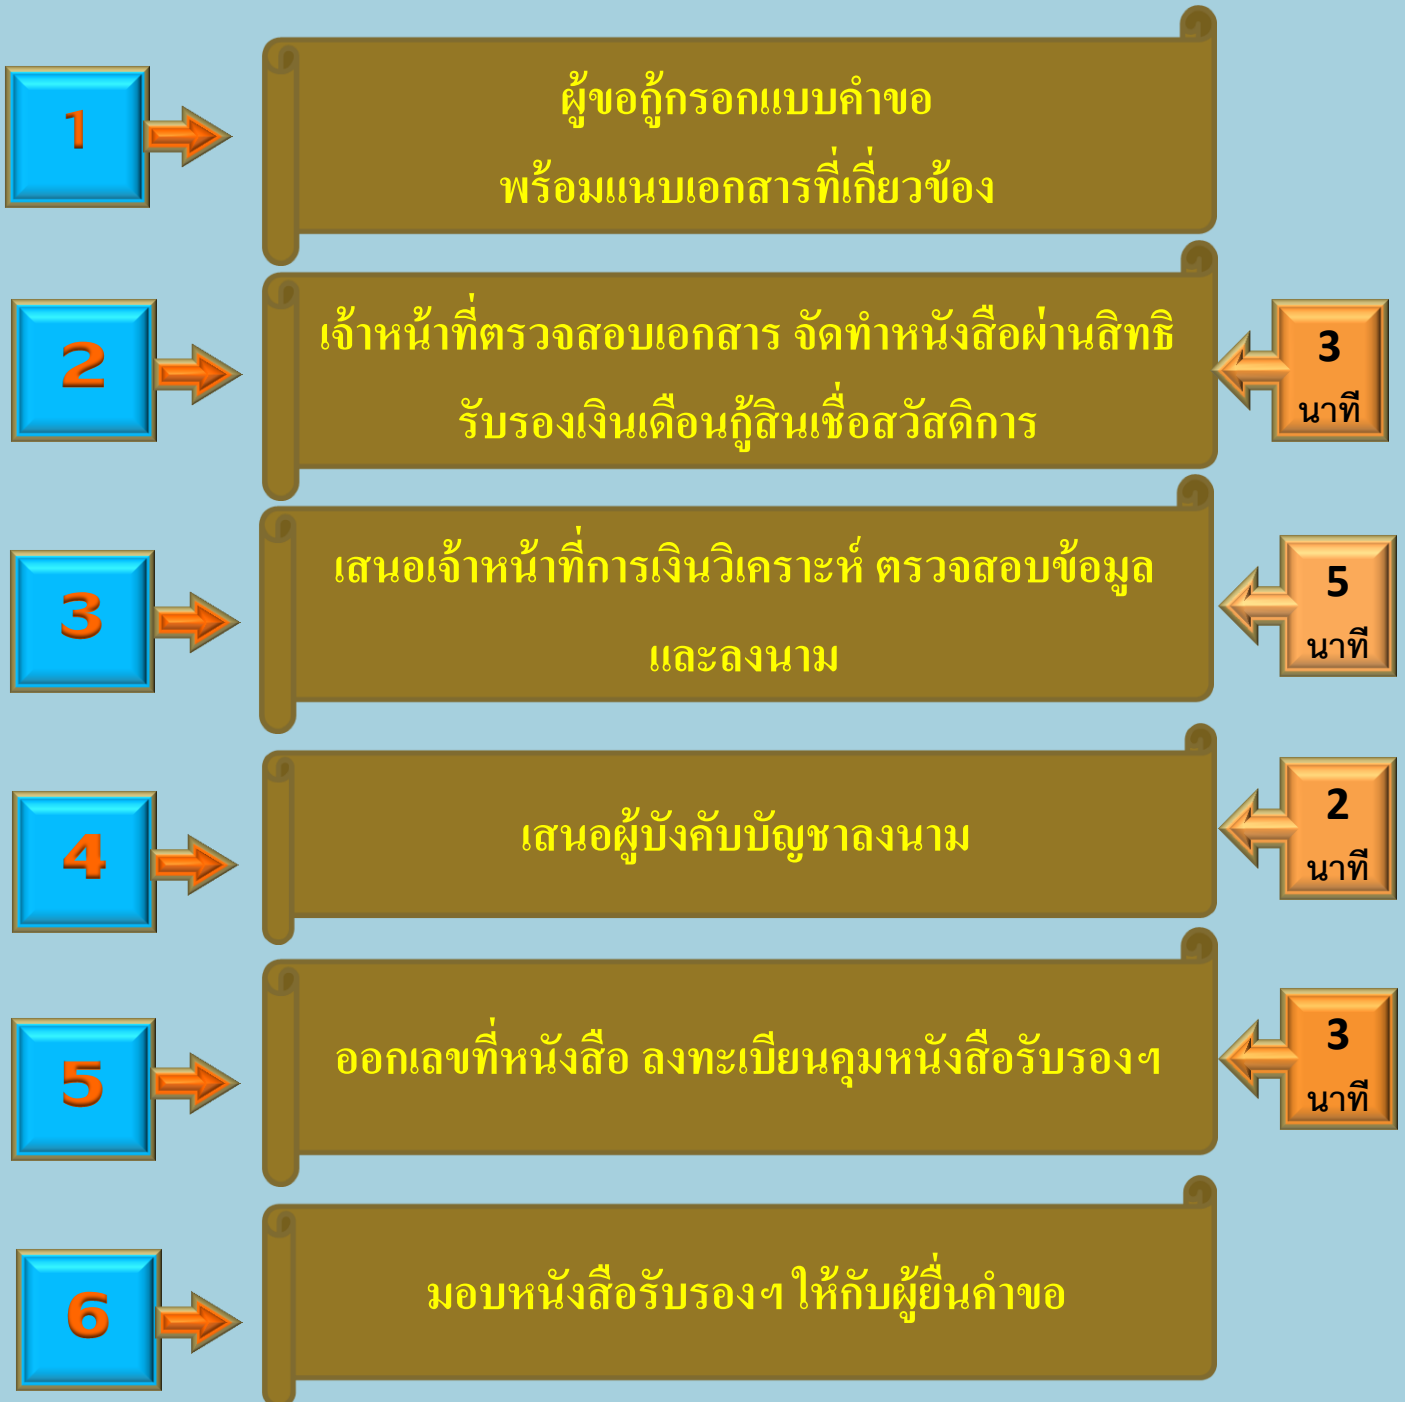 1
ผู้ขอกู้กรอกแบบคำขอ
พร้อมแนบเอกสารที่เกี่ยวข้อง
2
เจ้าหน้าที่ตรวจสอบเอกสาร จัดทำหนังสือผ่านสิทธิ
รับรองเงินเดือนกู้สินเชื่อสวัสดิการ
3
นาที
3
เสนอเจ้าหน้าที่การเงินวิเคราะห์ ตรวจสอบข้อมูล
และลงนาม
5
นาที
4
เสนอผู้บังคับบัญชาลงนาม
2
นาที
5
ออกเลขที่หนังสือ ลงทะเบียนคุมหนังสือรับรองฯ
3
นาที
6
มอบหนังสือรับรองฯ ให้กับผู้ยื่นคำขอ